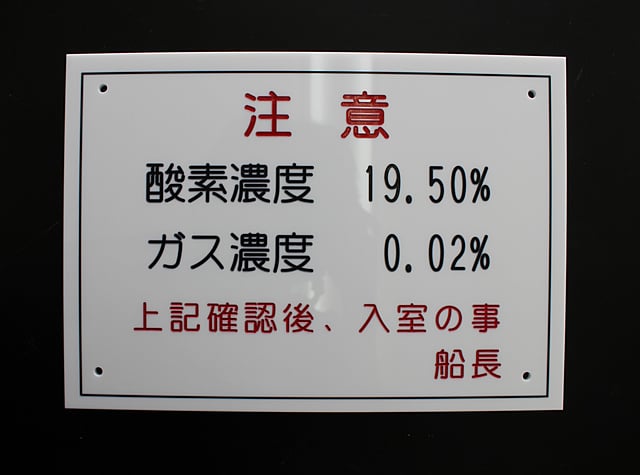 注意
酸素濃度 19.50%
ガス濃度 0.02%
上記確認後、入室の事
船長